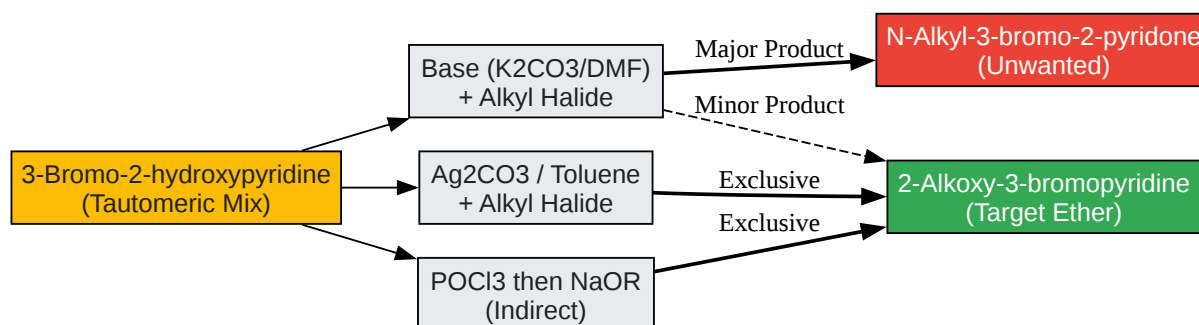 Major Product
N-Alkyl-3-bromo-2-pyridone
(Unwanted)
Base (K2CO3/DMF)
+ Alkyl Halide
Minor Product
3-Bromo-2-hydroxypyridine
(Tautomeric Mix)
Ag2CO3 / Toluene
+ Alkyl Halide
Exclusive
2-Alkoxy-3-bromopyridine
(Target Ether)
Exclusive
POCl3 then NaOR
(Indirect)